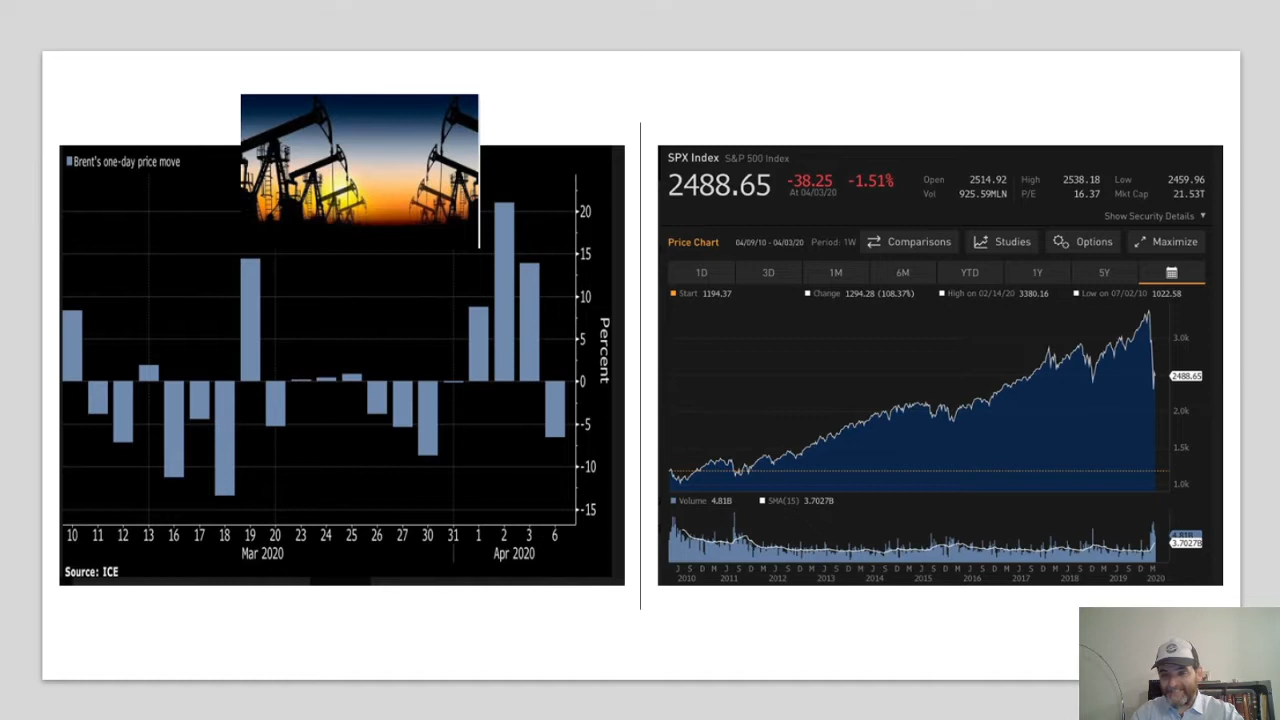 Brent's one-day price move
20
15
10
5
0
-5
-10
-15
Percent
10 11 12 13 16 17 18 19 20 23 24 25 26 27 30 31 1 2 3 6
Mar 2020 Apr 2020
Source: ICE
SPX Index S&P 500 Index
2488.65 -38.25 -1.51%
At 04/03/20
Open 2514.92 High 2538.18 Low 2459.96
Vol 925.59MLN P/E 16.37 Mkt Cap 21.53T
Show Security Details
Price Chart 04/09/10 - 04/03/20 Period: 1W Comparisons Studies Options Maximize
1D 3D 1M 6M YTD 1Y 5Y
Start 1194.37 Change 1294.28 (108.37%) High on 02/14/20 3380.16 Low on 07/02/10 1022.58
3.0k
2488.65
2.0k
1.5k
1.0k
Volume 4.81B SMA(15) 3.7027B
4.81B
3.7027B
J S D M J S D M J S D M J S D M J S D M J S D M J S D M J S D M J S D M J S D M
2010 2011 2012 2013 2014 2015 2016 2017 2018 2019 2020